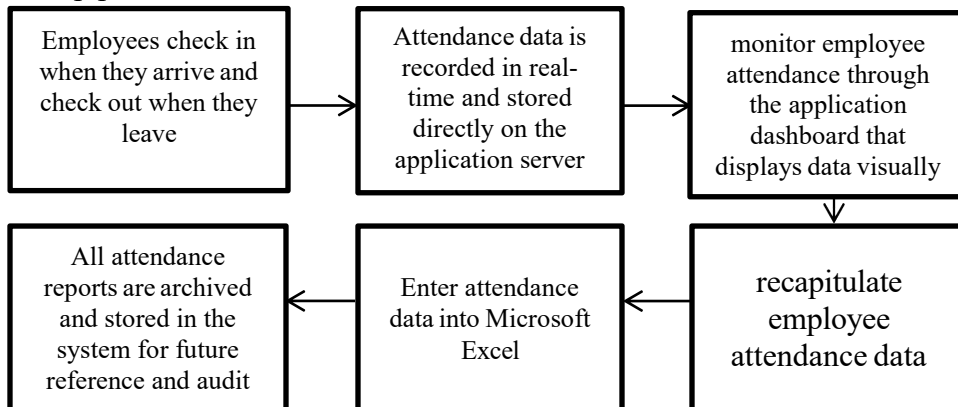 Employees check in
when they arrive and
check out when they
leave
Attendance data is
recorded in real-
time and stored
directly on the
application server
monitor employee
attendance through
the application
dashboard that
displays data visually
recapitulate
employee
attendance data
Enter attendance
data into Microsoft
Excel
All attendance
reports are archived
and stored in the
system for future
reference and audit